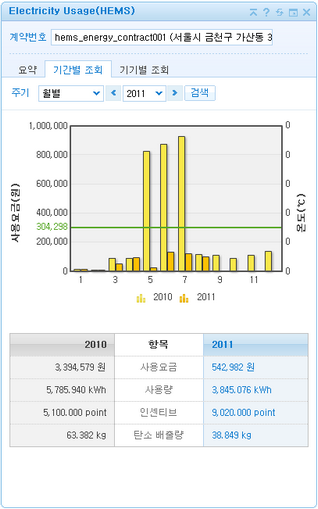 Electricity Usage(HEMS)
계약번호 hems_energy_contract001 (서울시 금천구 가산동 3
요약 기간별 조회 기기별 조회
주기 월별 2011 검색
사용요금(원)
온도(℃)
1,000,000 0
800,000 0
600,000 0
400,000 0
304,298
200,000 0
0 0
1 3 5 7 9 11
2010 2011
2010 항목 2011
3,394,579 원 사용요금 542,982 원
5,785.940 kWh 사용량 3,845.076 kWh
5,100.000 point 인센티브 9,020.000 point
63.382 kg 탄소 배출량 38.849 kg